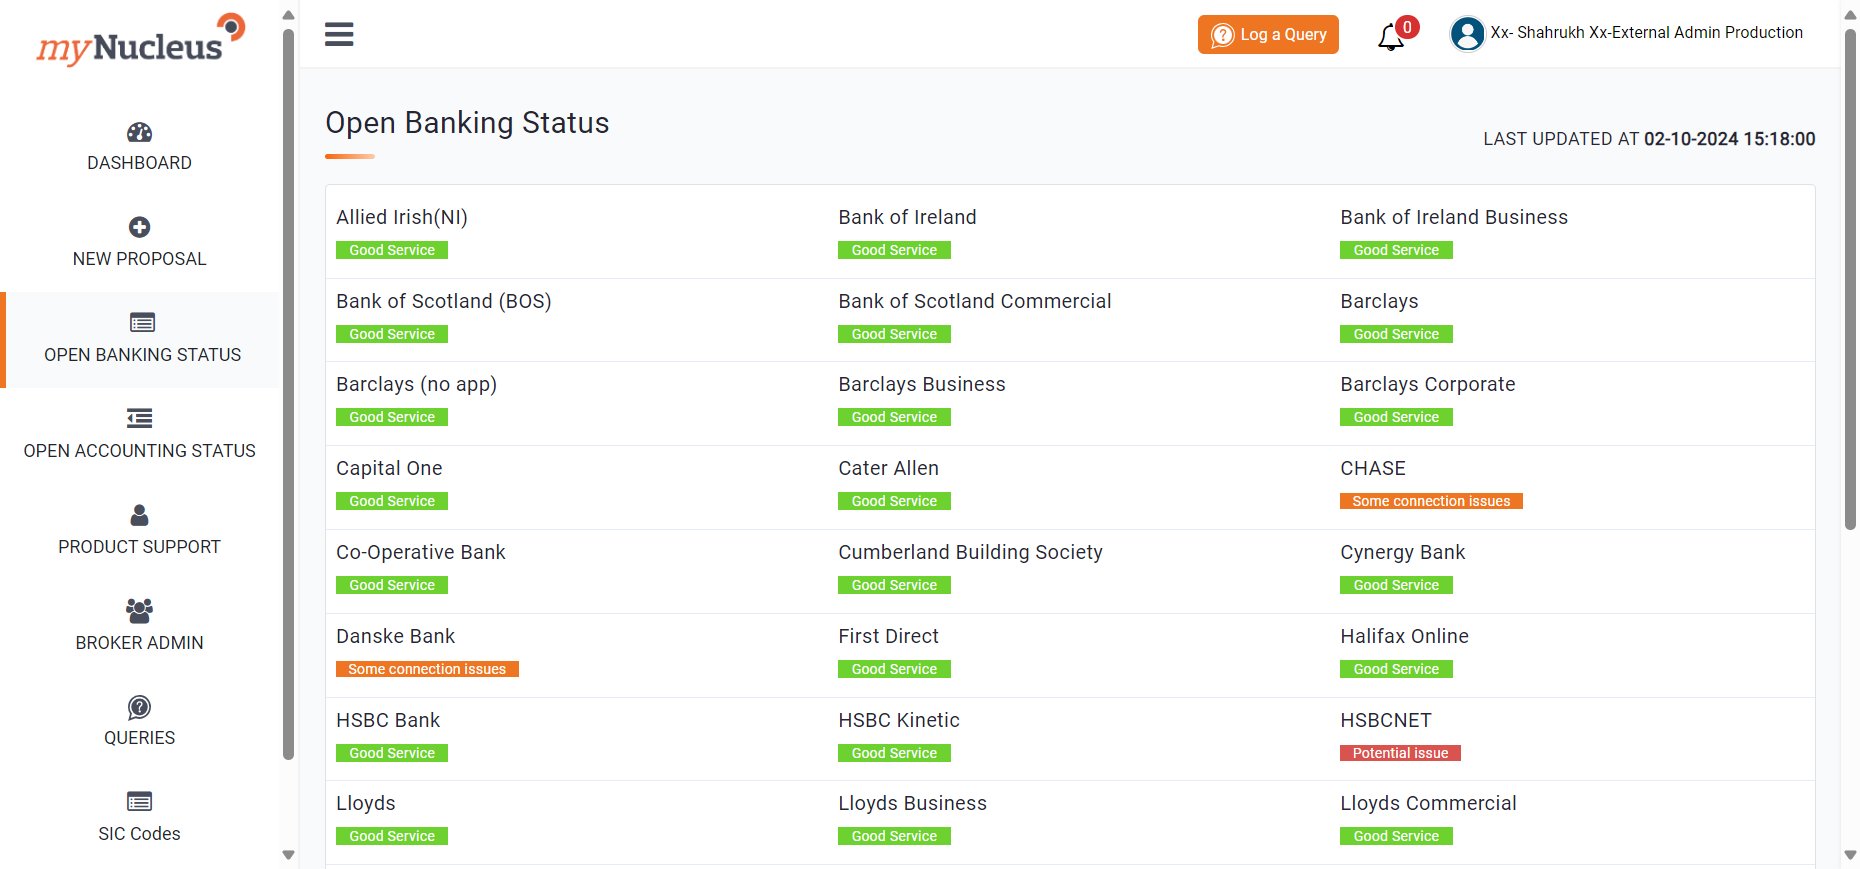 myNucleus
Log a Query
0
Xx- Shahrukh Xx-External Admin Production
DASHBOARD
NEW PROPOSAL
OPEN BANKING STATUS
OPEN ACCOUNTING STATUS
PRODUCT SUPPORT
BROKER ADMIN
QUERIES
SIC Codes
Open Banking Status
LAST UPDATED AT 02-10-2024 15:18:00
Allied Irish(NI)
Good Service
Bank of Ireland
Good Service
Bank of Ireland Business
Good Service
Bank of Scotland (BOS)
Good Service
Bank of Scotland Commercial
Good Service
Barclays
Good Service
Barclays (no app)
Good Service
Barclays Business
Good Service
Barclays Corporate
Good Service
Capital One
Good Service
Cater Allen
Good Service
CHASE
Some connection issues
Co-Operative Bank
Good Service
Cumberland Building Society
Good Service
Cynergy Bank
Good Service
Danske Bank
Some connection issues
First Direct
Good Service
Halifax Online
Good Service
HSBC Bank
Good Service
HSBC Kinetic
Good Service
HSBCNET
Potential issue
Lloyds
Good Service
Lloyds Business
Good Service
Lloyds Commercial
Good Service